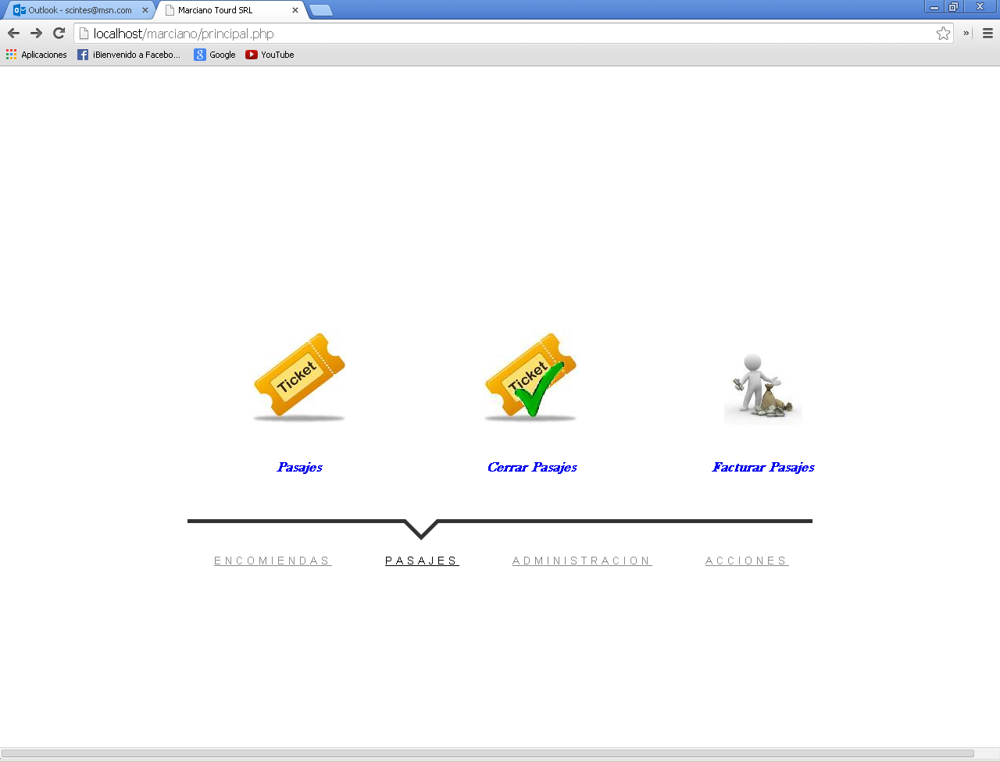 Outlook - scintes@msn.com
Marciano Tourd SRL
localhost/marciano/principal.php
»
Aplicaciones
¡Bienvenido a Facebo...
Google
YouTube
Ticket
Ticket
Pasajes
Cerrar Pasajes
Facturar Pasajes
ENCOMIENDAS
PASAJES
ADMINISTRACION
ACCIONES